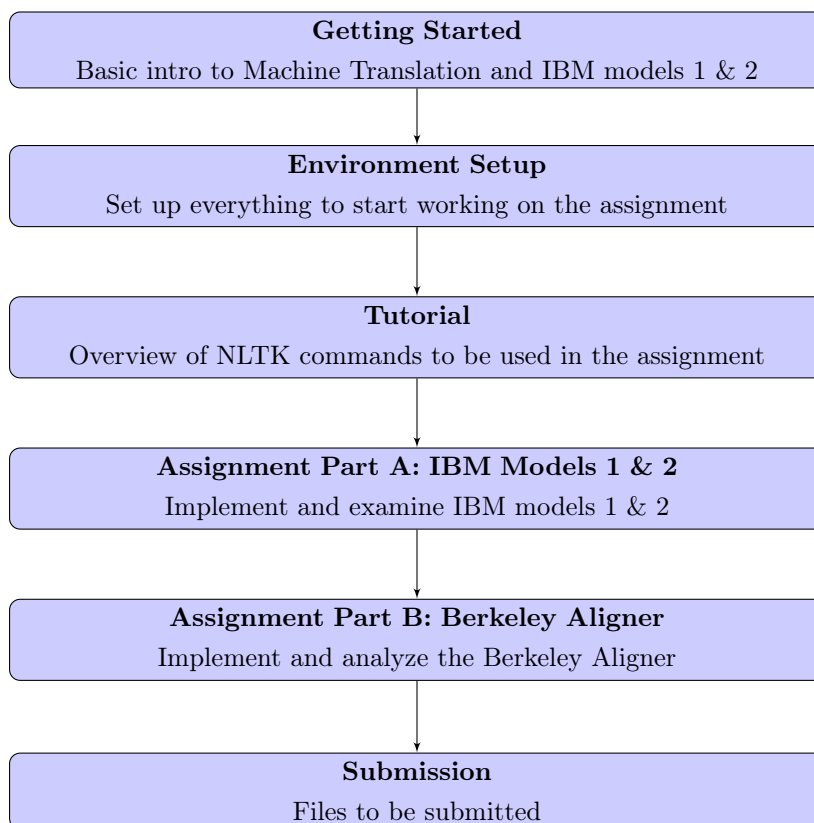 Getting Started
Basic intro to Machine Translation and IBM models 1 & 2
Environment Setup
Set up everything to start working on the assignment
Tutorial
Overview of NLTK commands to be used in the assignment
Assignment Part A: IBM Models 1 & 2
Implement and examine IBM models 1 & 2
Assignment Part B: Berkeley Aligner
Implement and analyze the Berkeley Aligner
Submission
Files to be submitted